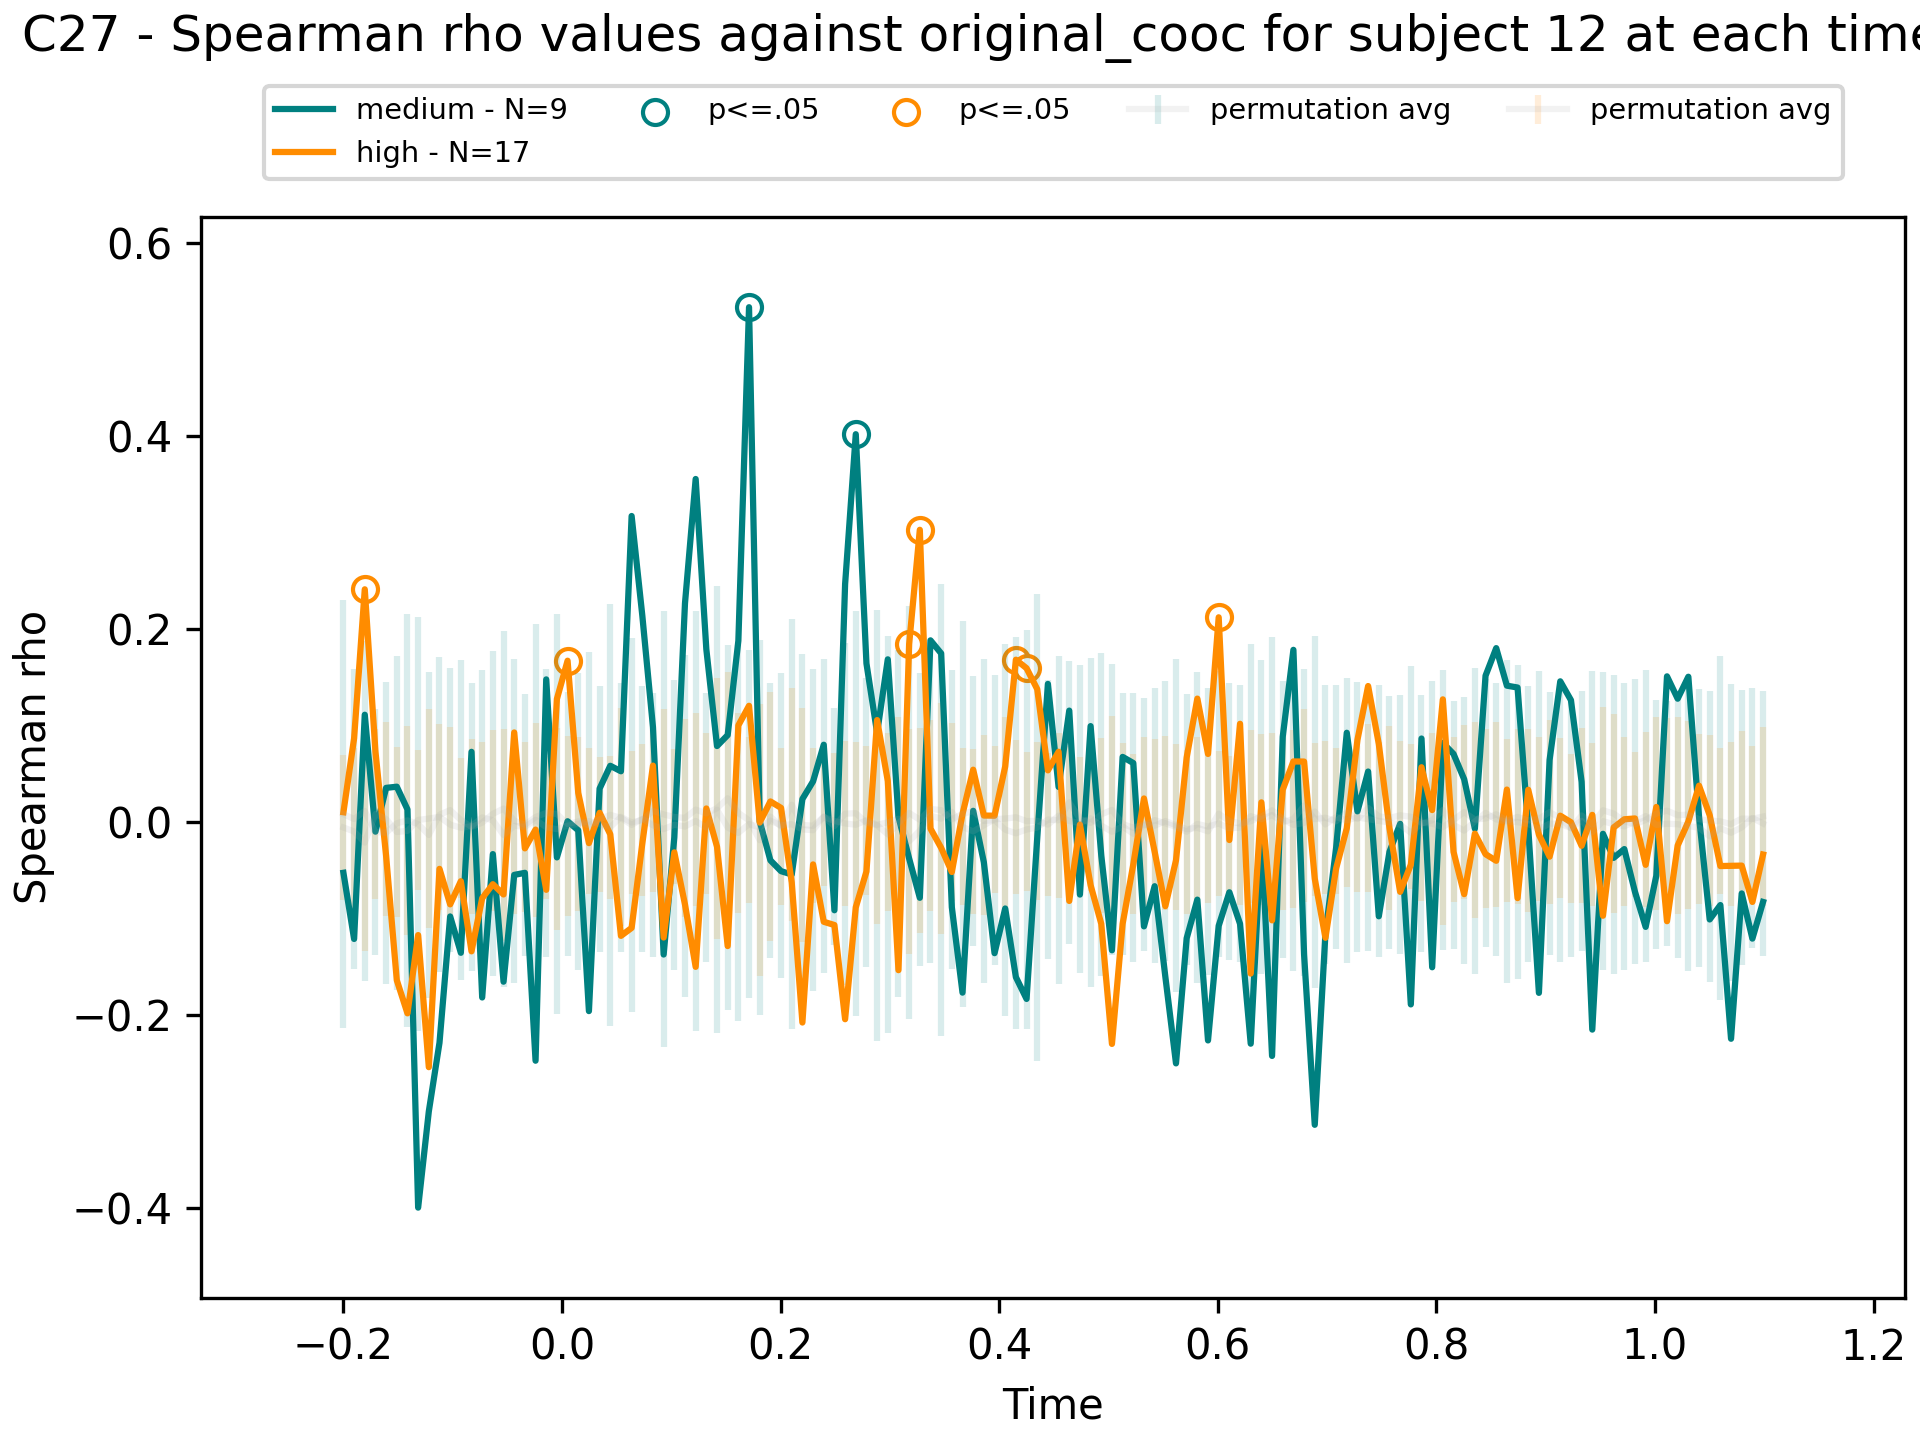 C27 - Spearman rho values against original_cooc for subject 12 at each time
medium - N=9
high - N=17
p<=.05
p<=.05
permutation avg
permutation avg
Spearman rho
0.6
0.4
0.2
0.0
−0.2
−0.4
−0.2 0.0 0.2 0.4 0.6 0.8 1.0 1.2
Time